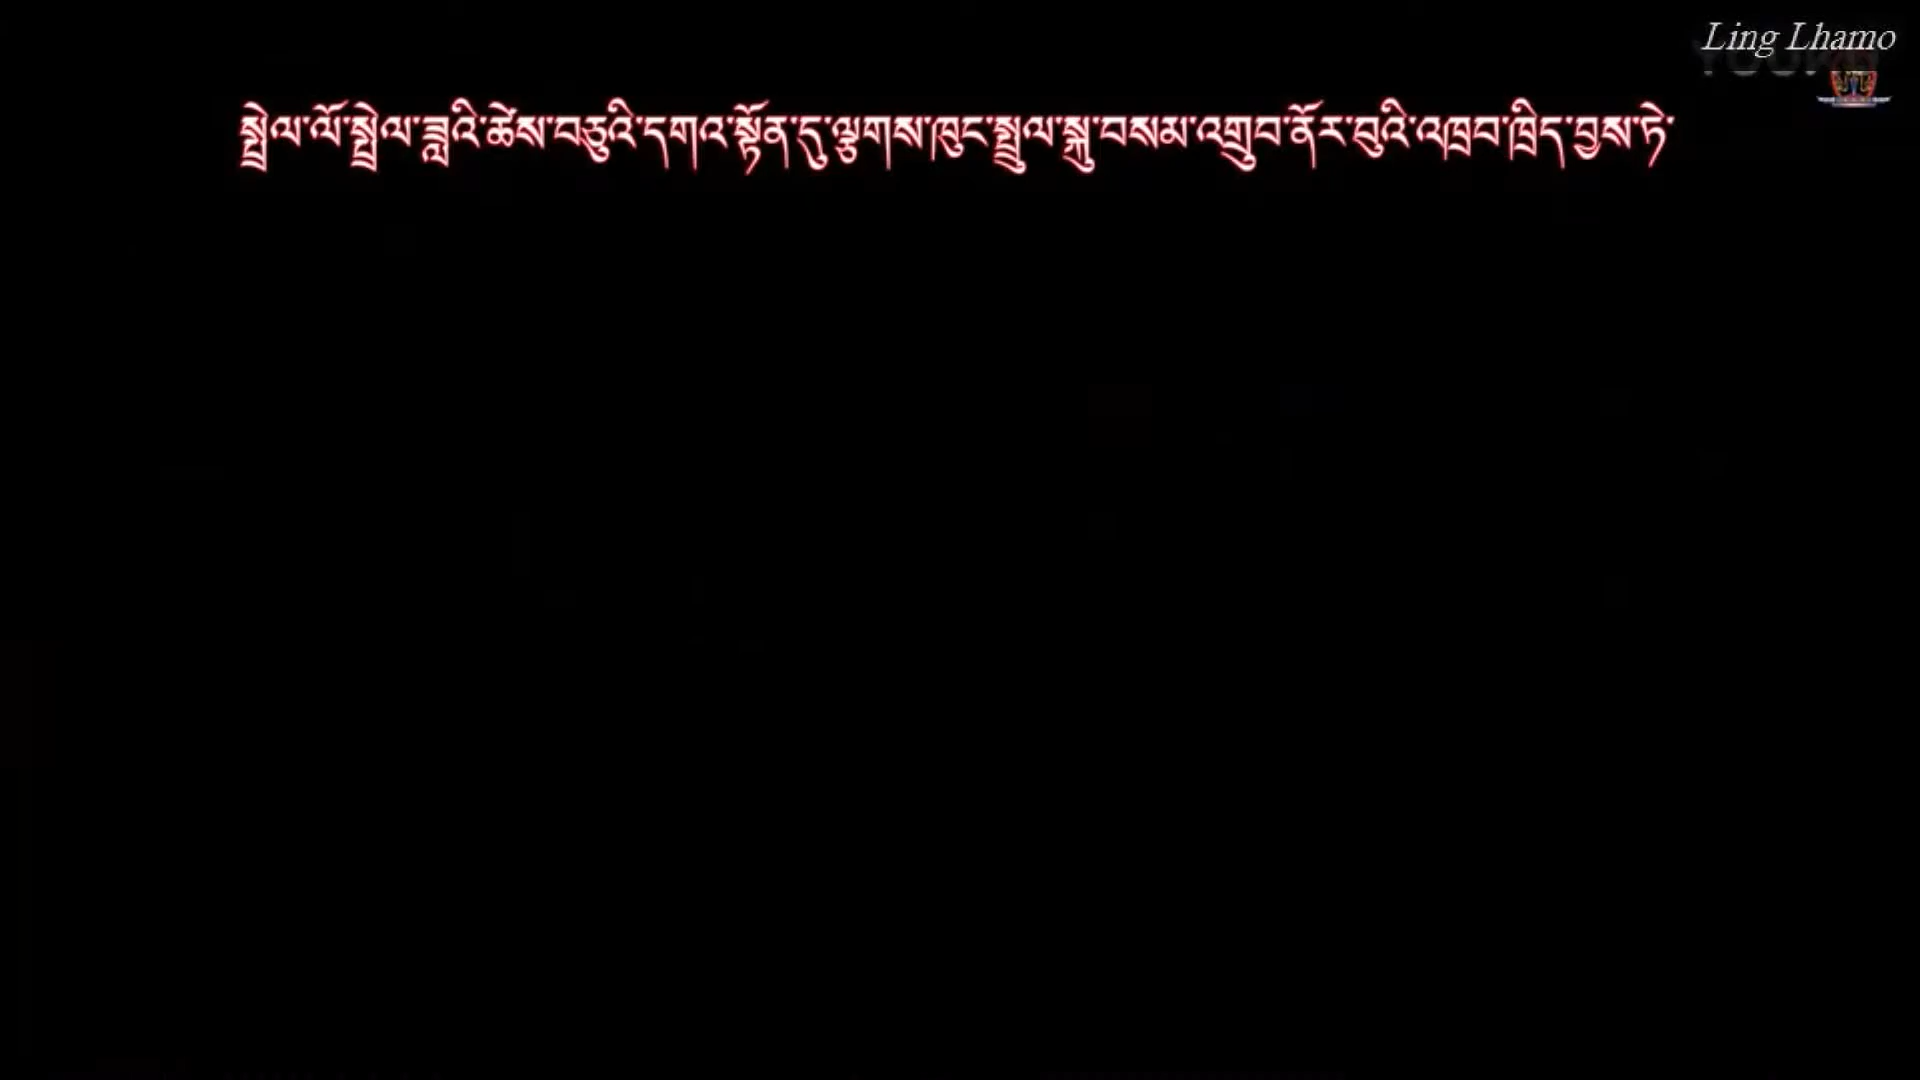 Ling Lhamo
སྤྲེལ་ལོ་སྤྲེལ་ཟླའི་ཚེས་བཅུའི་དགའ་སྟོན་དུ་ལྕགས་ཁུང་སྤྲུལ་སྐུ་བསམ་འགྲུབ་ནོར་བུའི་འཁྲབ་ཁྲིད་བྱས་ཏེ་